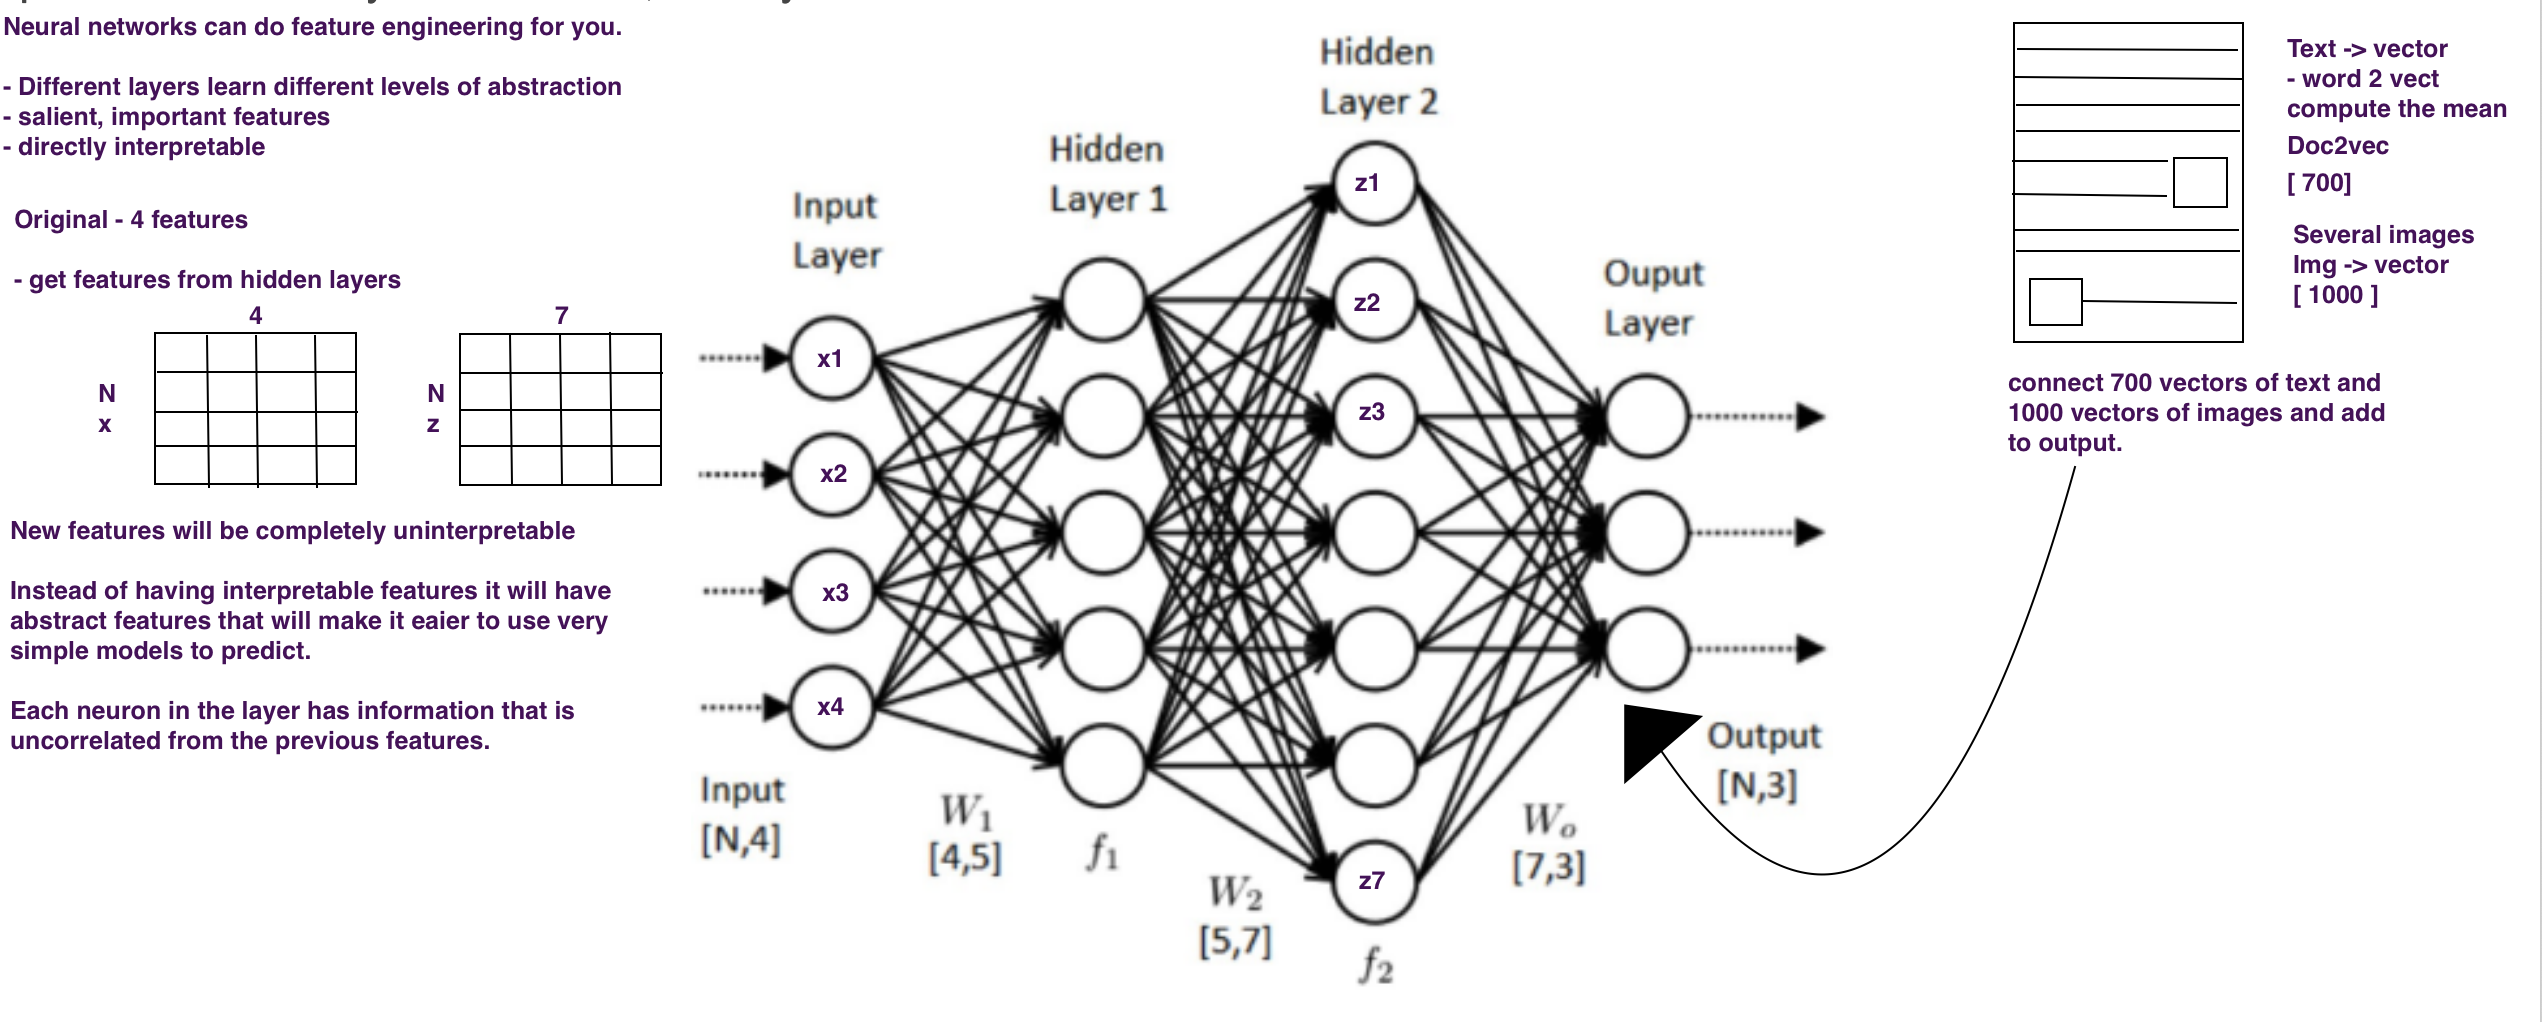 Neural networks can do feature engineering for you.
- Different layers learn different levels of abstraction
- salient, important features
- directly interpretable
Original - 4 features
- get features from hidden layers
4
N
x
7
N
z
New features will be completely uninterpretable
Instead of having interpretable features it will have
abstract features that will make it eaier to use very
simple models to predict.
Each neuron in the layer has information that is
uncorrelated from the previous features.
Input
Layer
x1
x2
x3
x4
Input
[N,4]
W₁
[4,5]
Hidden
Layer 1
f₁
W₂
[5,7]
Hidden
Layer 2
z1
z2
z3
z7
f₂
Wₒ
[7,3]
Ouput
Layer
Output
[N,3]
Text -> vector
- word 2 vect
compute the mean
Doc2vec
[ 700]
Several images
Img -> vector
[ 1000 ]
connect 700 vectors of text and
1000 vectors of images and add
to output.